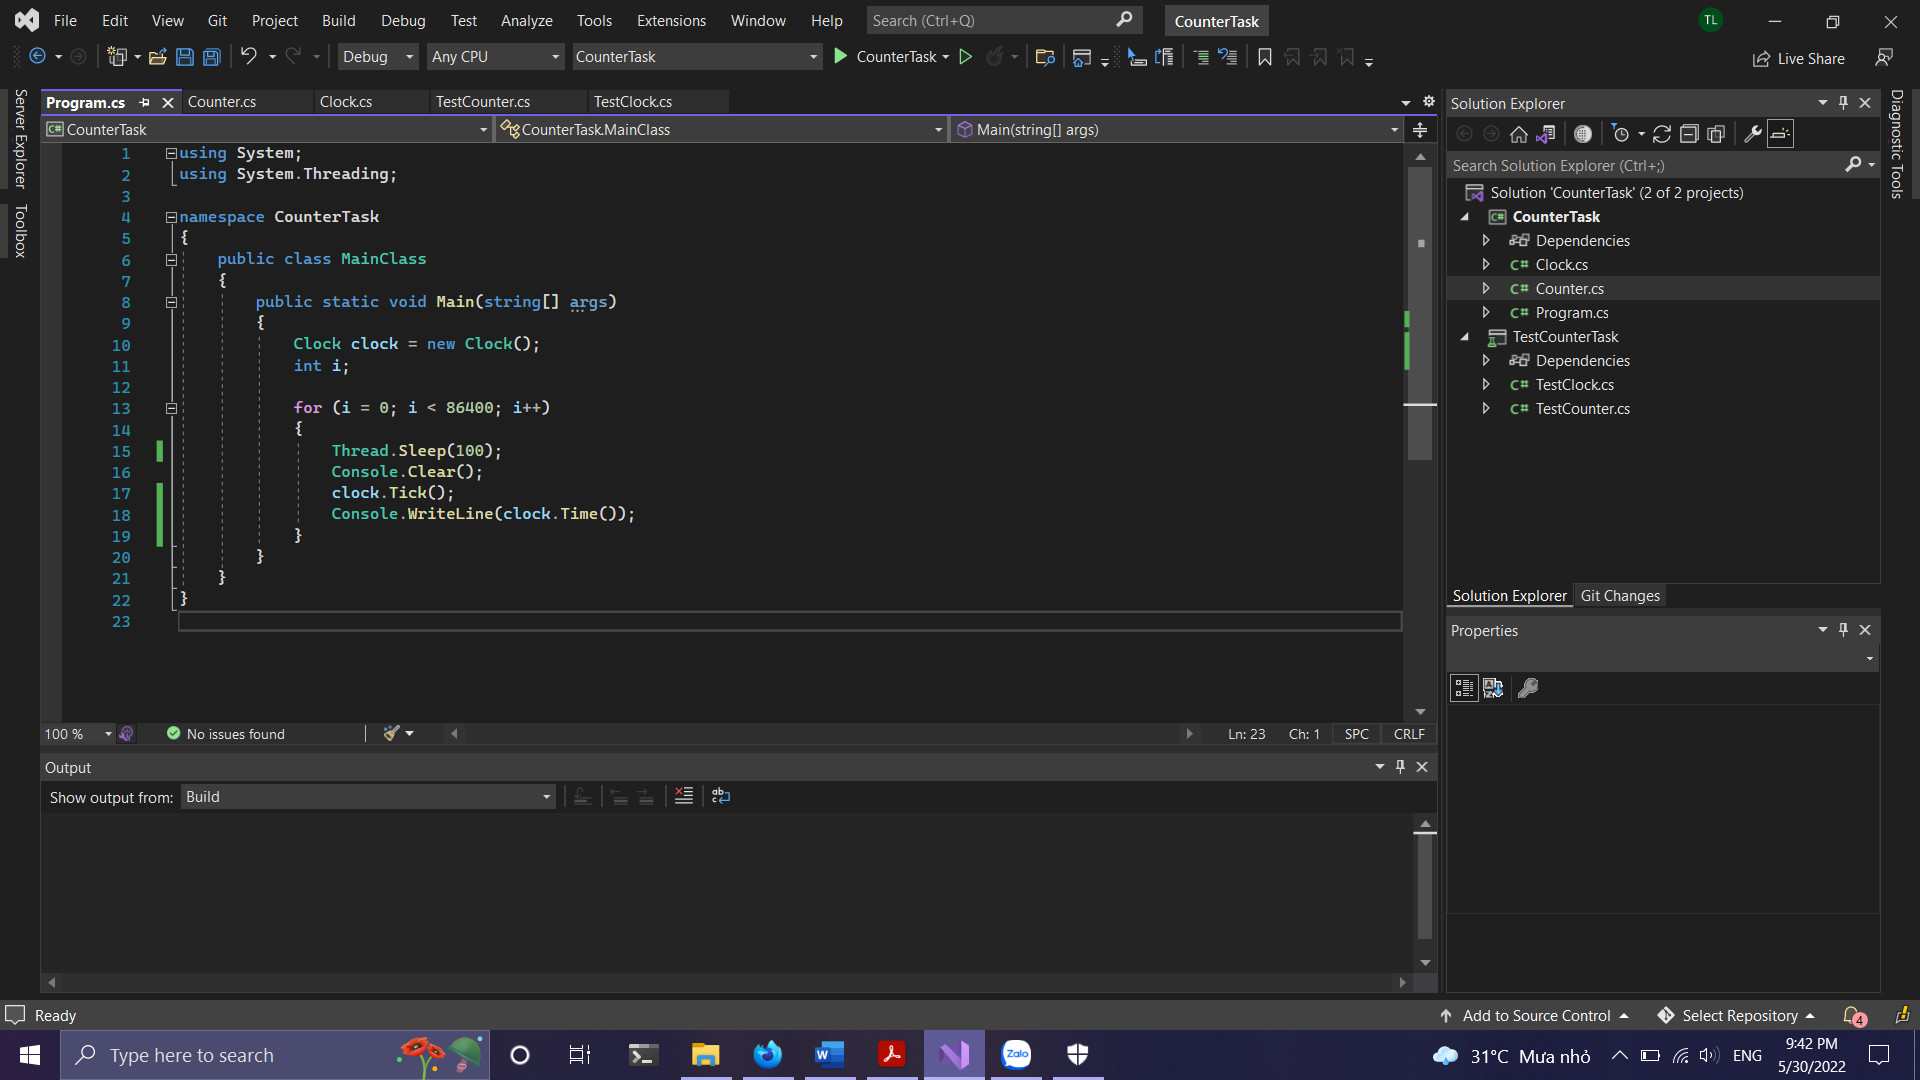 File Edit View Git Project Build Debug Test Analyze Tools Extensions Window Help Search (Ctrl+Q) CounterTask TL
Debug Any CPU CounterTask CounterTask Live Share
Server Explorer
Toolbox
Program.cs Counter.cs Clock.cs TestCounter.cs TestClock.cs
C# CounterTask CounterTask.MainClass Main(string[] args)
1 using System;
2 using System.Threading;
3
4 namespace CounterTask
5 {
6 public class MainClass
7 {
8 public static void Main(string[] args)
9 {
10 Clock clock = new Clock();
11 int i;
12
13 for (i = 0; i < 86400; i++)
14 {
15 Thread.Sleep(100);
16 Console.Clear();
17 clock.Tick();
18 Console.WriteLine(clock.Time());
19 }
20 }
21 }
22 }
23
100 % No issues found Ln: 23 Ch: 1 SPC CRLF
Output
Show output from: Build
Solution Explorer
Search Solution Explorer (Ctrl+;)
Solution 'CounterTask' (2 of 2 projects)
C# CounterTask
Dependencies
C# Clock.cs
C# Counter.cs
C# Program.cs
TestCounterTask
Dependencies
C# TestClock.cs
C# TestCounter.cs
Solution Explorer Git Changes
Properties
Diagnostic Tools
Ready Add to Source Control Select Repository 4
Type here to search Zalo 31°C Mưa nhỏ ENG 9:42 PM
5/30/2022